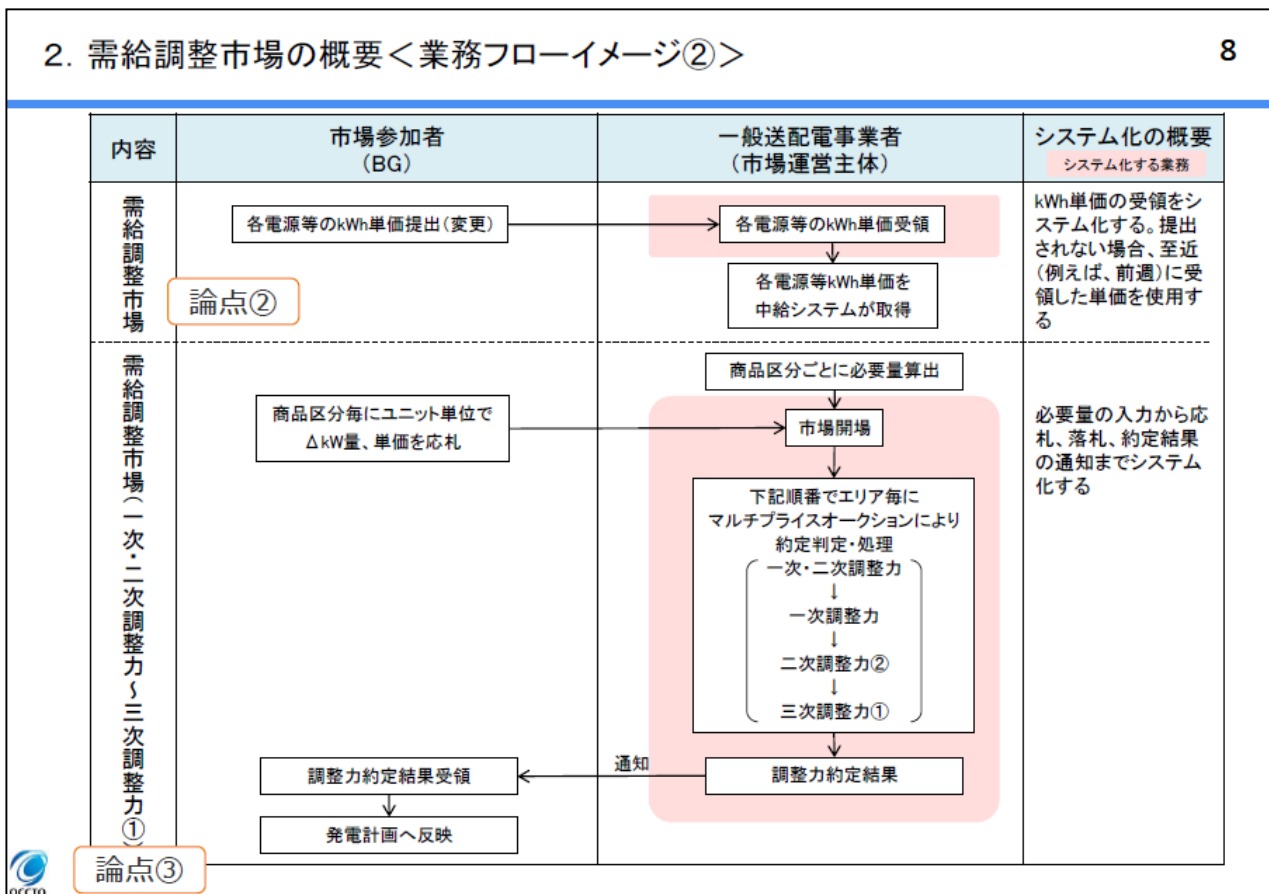 2. 需給調整市場の概要＜業務フローイメージ②＞
8
内容
市場参加者
(BG)
一般送配電事業者
(市場運営主体)
システム化の概要
システム化する業務
需給調整市場
各電源等のkWh単価提出(変更)
各電源等のkWh単価受領
各電源等kWh単価を
中給システムが取得
kWh単価の受領をシ
ステム化する。提出
されない場合、至近
(例えば、前週)に受
領した単価を使用す
る
論点②
需給調整市場(一次・二次調整力～三次調整力①)
商品区分ごとに必要量算出
商品区分毎にユニット単位で
ΔkW量、単価を応札
市場開場
必要量の入力から応
札、落札、約定結果
の通知までシステム
化する
下記順番でエリア毎に
マルチプライスオークションにより
約定判定・処理
一次・二次調整力
↓
一次調整力
↓
二次調整力②
↓
三次調整力①
調整力約定結果受領
通知
調整力約定結果
発電計画へ反映
論点③
OCCTO